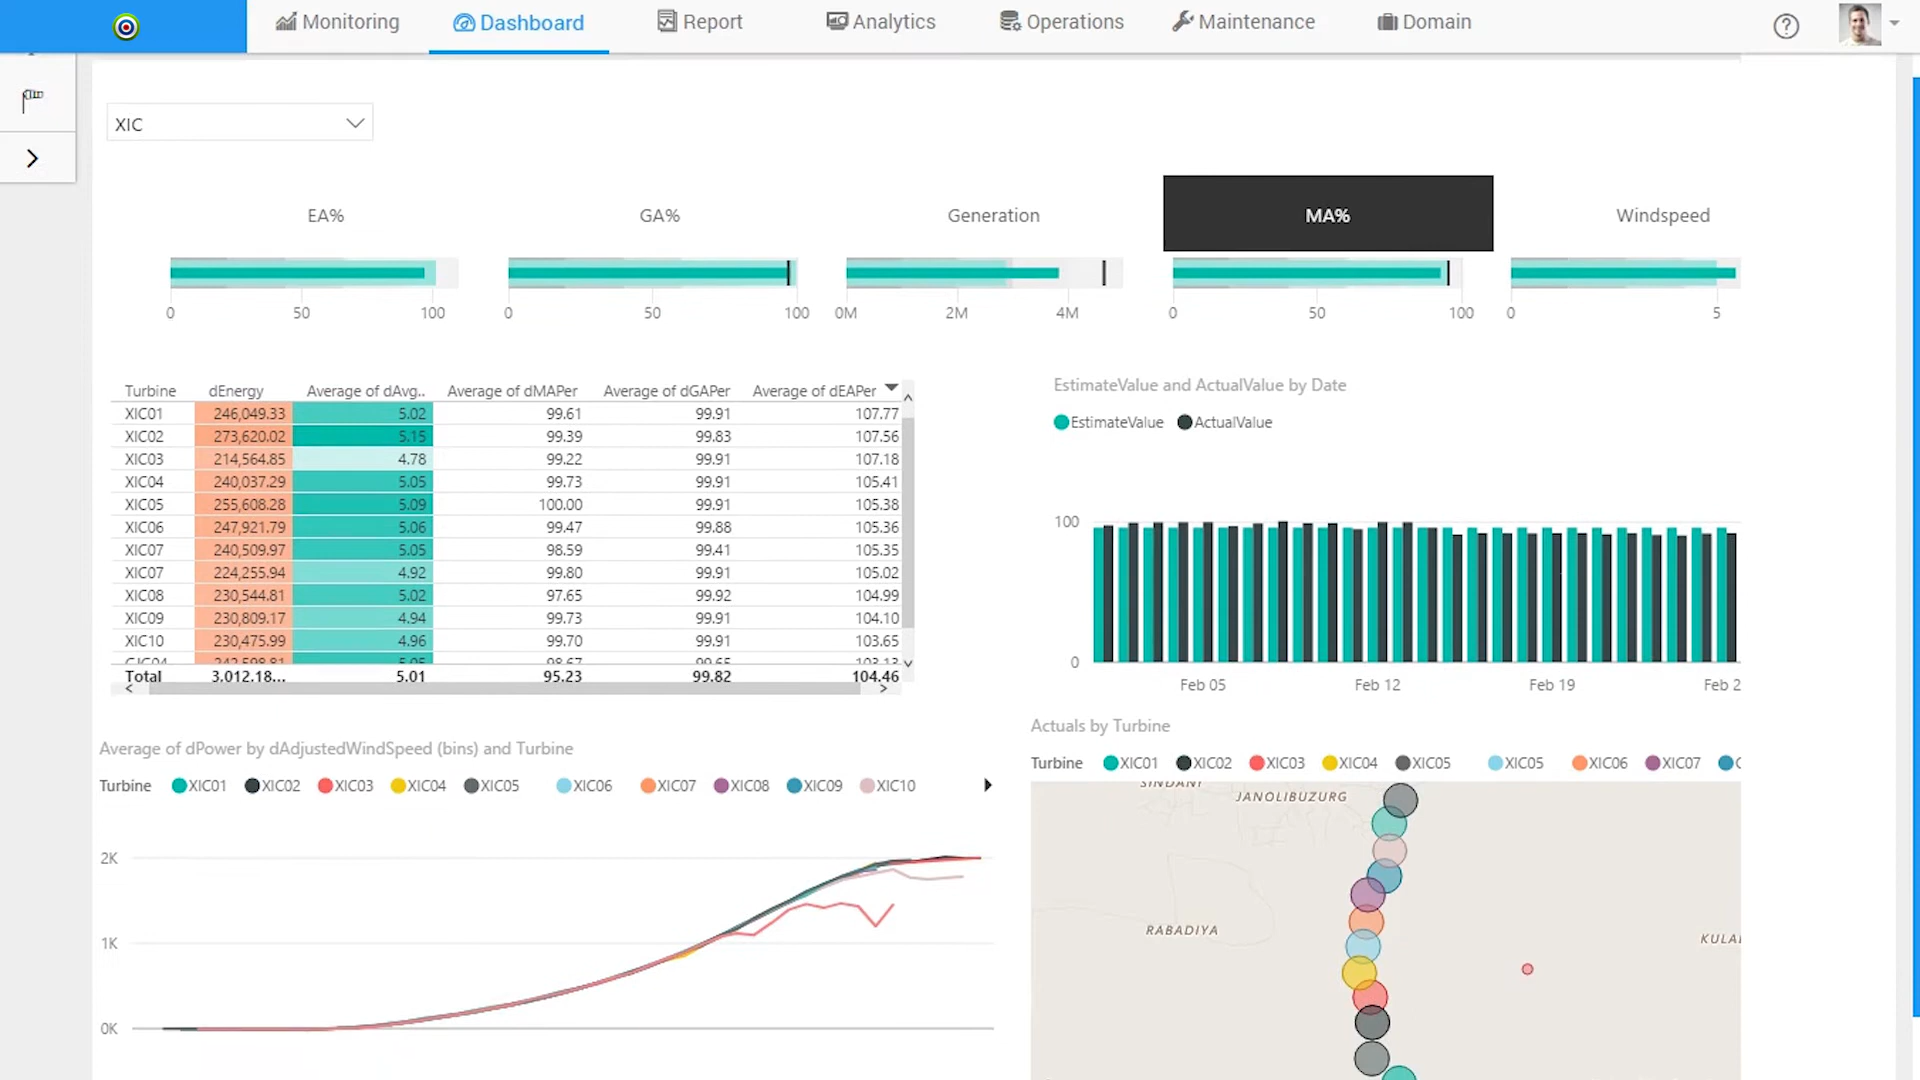 Monitoring Dashboard Report Analytics Operations Maintenance Domain
XIC
EA% GA% Generation MA% Windspeed
0 50 100 0 50 100 0M 2M 4M 0 50 100 0 5
Turbine dEnergy Average of dAvg.. Average of dMAPer Average of dGAPer Average of dEAPer
XIC01 246,049.33 5.02 99.61 99.91 107.77
XIC02 273,620.02 5.15 99.39 99.83 107.56
XIC03 214,564.85 4.78 99.22 99.91 107.18
XIC04 240,037.29 5.05 99.73 99.91 105.41
XIC05 255,608.28 5.09 100.00 99.91 105.38
XIC06 247,921.79 5.06 99.47 99.88 105.36
XIC07 240,509.97 5.05 98.59 99.41 105.35
XIC07 224,255.94 4.92 99.80 99.91 105.02
XIC08 230,544.81 5.02 97.65 99.92 104.99
XIC09 230,809.17 4.94 99.73 99.91 104.10
XIC10 230,475.99 4.96 99.70 99.91 103.65
Total 3,012,18... 5.01 95.23 99.82 104.46
EstimateValue and ActualValue by Date
EstimateValue ActualValue
100
0
Feb 05 Feb 12 Feb 19 Feb 2
Average of dPower by dAdjustedWindSpeed (bins) and Turbine
Turbine XIC01 XIC02 XIC03 XIC04 XIC05 XIC06 XIC07 XIC08 XIC09 XIC10
2K
1K
0K
Actuals by Turbine
Turbine XIC01 XIC02 XIC03 XIC04 XIC05 XIC05 XIC06 XIC07
SINDANI
JANOLIBUZURG
RABADIYA
KULAI